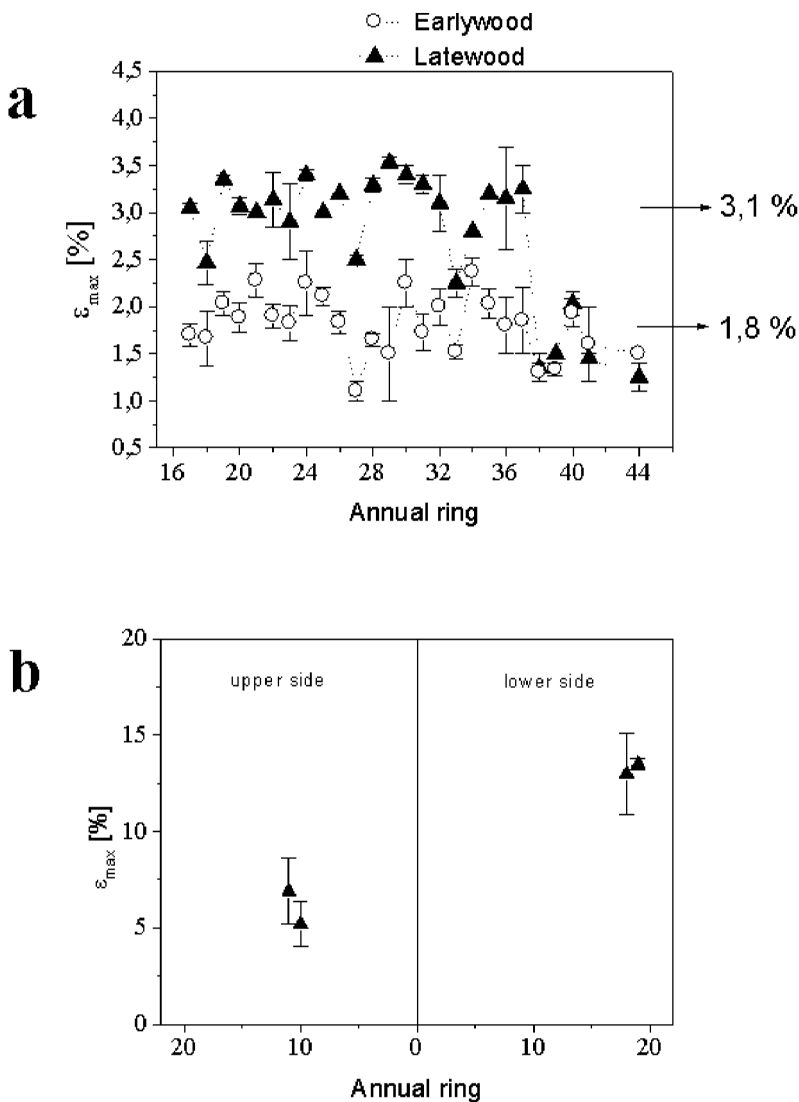 Earlywood
Latewood
a
4,5
4,0
3,5
3,0
2,5
2,0
1,5
1,0
0,5
ε max [%]
3,1 %
1,8 %
16 20 24 28 32 36 40 44
Annual ring
b
upper side
lower side
20
15
10
5
0
ε max [%]
20 10 0 10 20
Annual ring